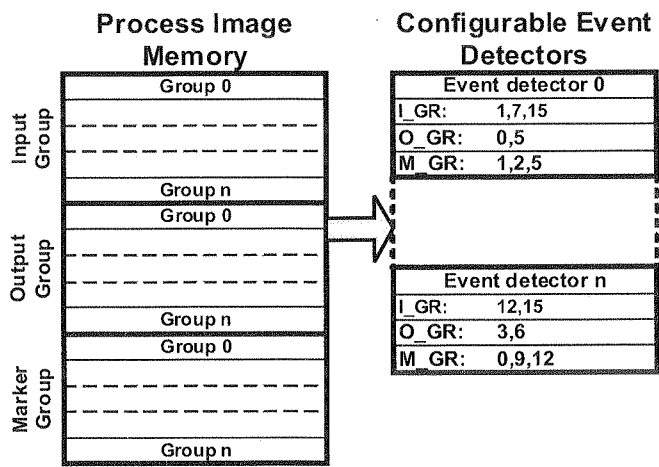 Process Image
Memory
Input
Group
Group 0
Group n
Output
Group
Group 0
Group n
Marker
Group
Group 0
Group n
Configurable Event
Detectors
Event detector 0
I_GR: 1,7,15
O_GR: 0,5
M_GR: 1,2,5
Event detector n
I_GR: 12,15
O_GR: 3,6
M_GR: 0,9,12